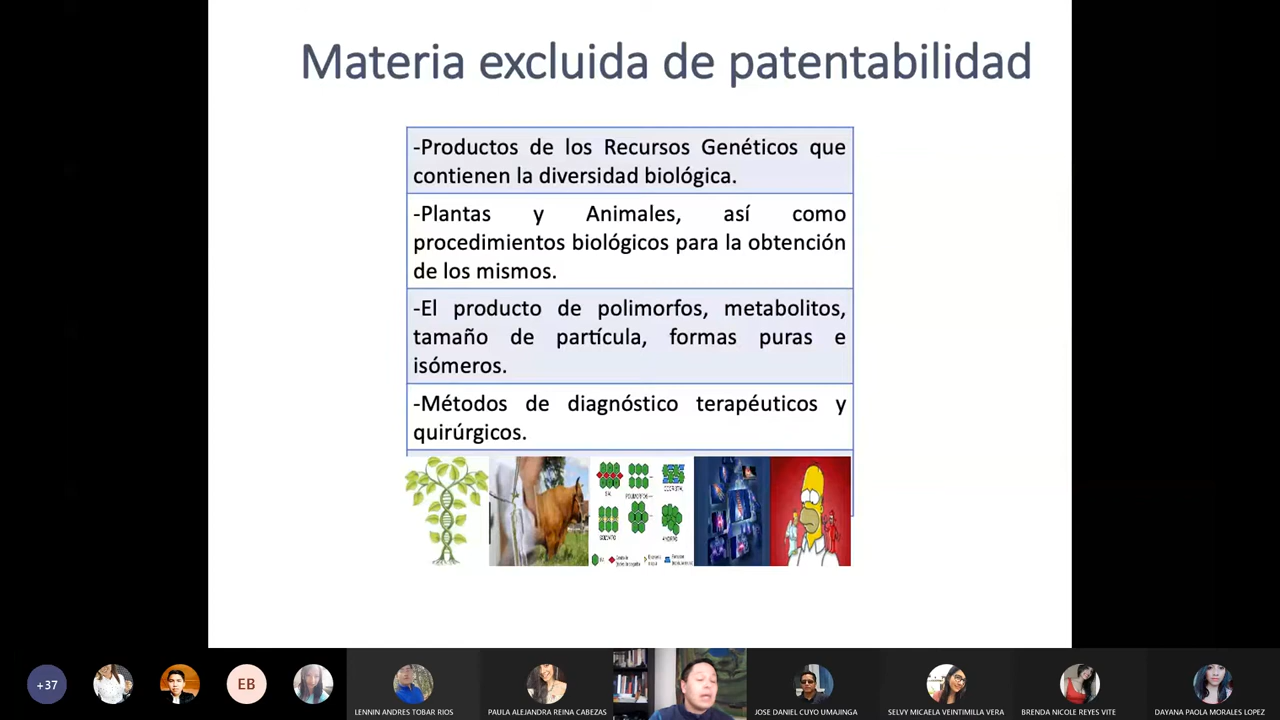 Materia excluida de patentabilidad
-Productos de los Recursos Genéticos que
contienen la diversidad biológica.
-Plantas y Animales, así como
procedimientos biológicos para la obtención
de los mismos.
-El producto de polimorfos, metabolitos,
tamaño de partícula, formas puras e
isómeros.
-Métodos de diagnóstico terapéuticos y
quirúrgicos.
POLIMORFOS
+37
EB
LENNIN ANDRES TOBAR RIOS
PAULA ALEJANDRA REINA CABEZAS
JOSE DANIEL CUYO UMAJINGA
SELVY MICAELA VEINTIMILLA VERA
BRENDA NICOLE REYES VITE
DAYANA PAOLA MORALES LOPEZ